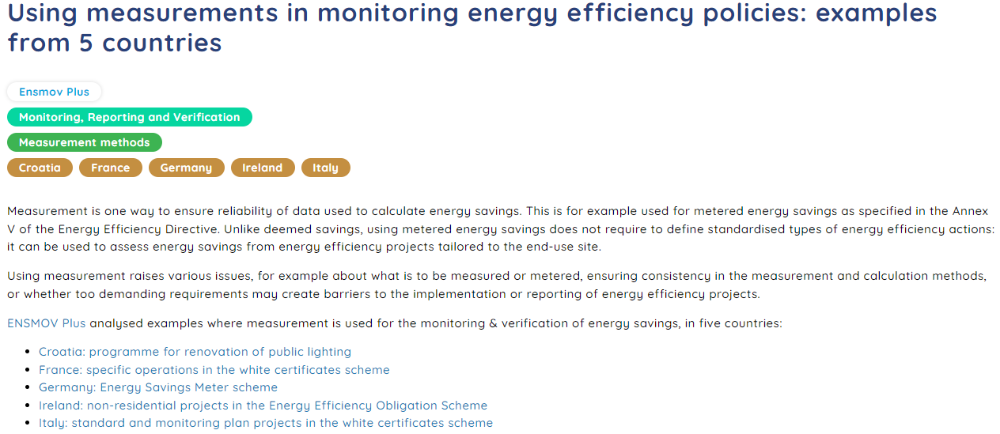 Using measurements in monitoring energy efficiency policies: examples
from 5 countries
Ensmov Plus
Monitoring, Reporting and Verification
Measurement methods
Croatia France Germany Ireland Italy
Measurement is one way to ensure reliability of data used to calculate energy savings. This is for example used for metered energy savings as specified in the Annex
V of the Energy Efficiency Directive. Unlike deemed savings, using metered energy savings does not require to define standardised types of energy efficiency actions:
it can be used to assess energy savings from energy efficiency projects tailored to the end-use site.
Using measurement raises various issues, for example about what is to be measured or metered, ensuring consistency in the measurement and calculation methods,
or whether too demanding requirements may create barriers to the implementation or reporting of energy efficiency projects.
ENSMOV Plus analysed examples where measurement is used for the monitoring & verification of energy savings, in five countries:
• Croatia: programme for renovation of public lighting
• France: specific operations in the white certificates scheme
• Germany: Energy Savings Meter scheme
• Ireland: non-residential projects in the Energy Efficiency Obligation Scheme
• Italy: standard and monitoring plan projects in the white certificates scheme